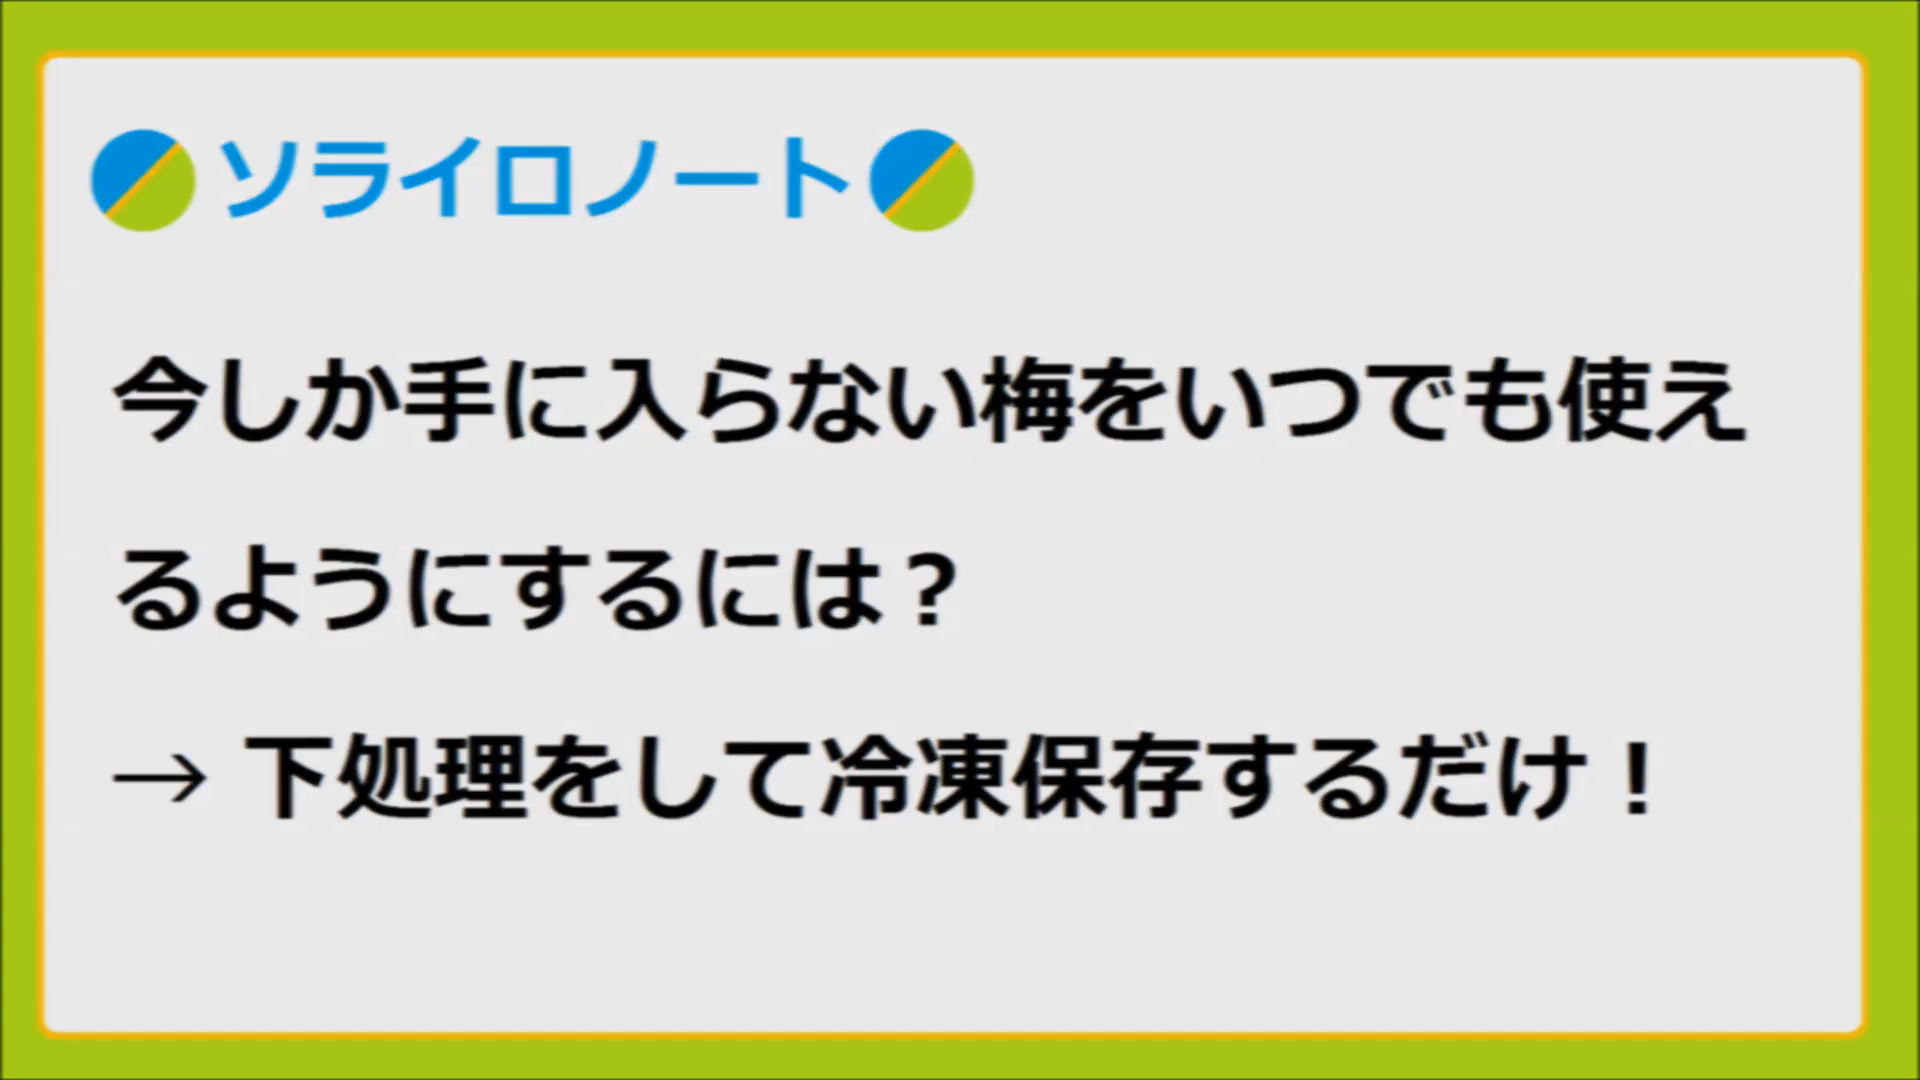 ソライロノート
今しか手に入らない梅をいつでも使え
るようにするには？
→ 下処理をして冷凍保存するだけ！